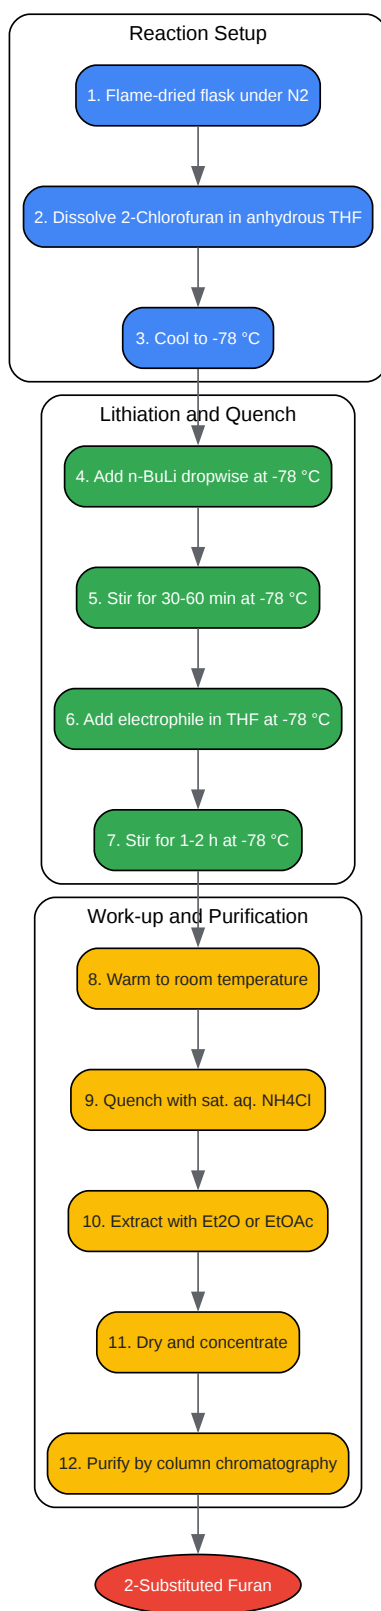 Reaction Setup
1. Flame-dried flask under N2
2. Dissolve 2-Chlorofuran in anhydrous THF
3. Cool to -78 °C
Lithiation and Quench
4. Add n-BuLi dropwise at -78 °C
5. Stir for 30-60 min at -78 °C
6. Add electrophile in THF at -78 °C
7. Stir for 1-2 h at -78 °C
Work-up and Purification
8. Warm to room temperature
9. Quench with sat. aq. NH4Cl
10. Extract with Et2O or EtOAc
11. Dry and concentrate
12. Purify by column chromatography
2-Substituted Furan